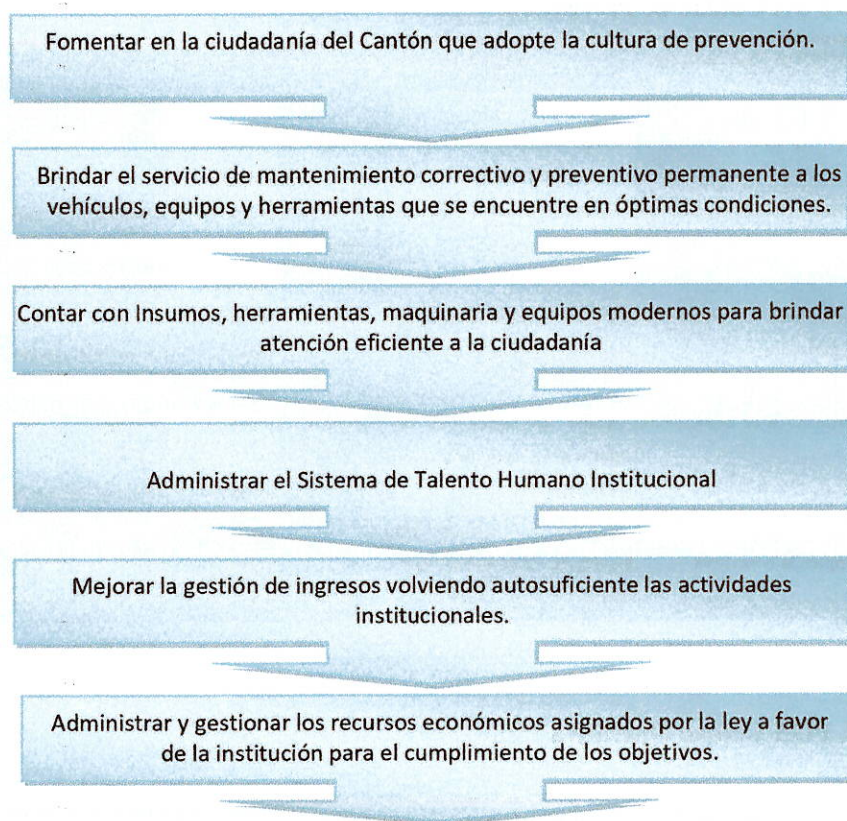 Fomentar en la ciudadanía del Cantón que adopte la cultura de prevención.
Brindar el servicio de mantenimiento correctivo y preventivo permanente a los
vehículos, equipos y herramientas que se encuentre en óptimas condiciones.
Contar con Insumos, herramientas, maquinaria y equipos modernos para brindar
atención eficiente a la ciudadanía
Administrar el Sistema de Talento Humano Institucional
Mejorar la gestión de ingresos volviendo autosuficiente las actividades
institucionales.
Administrar y gestionar los recursos económicos asignados por la ley a favor
de la institución para el cumplimiento de los objetivos.